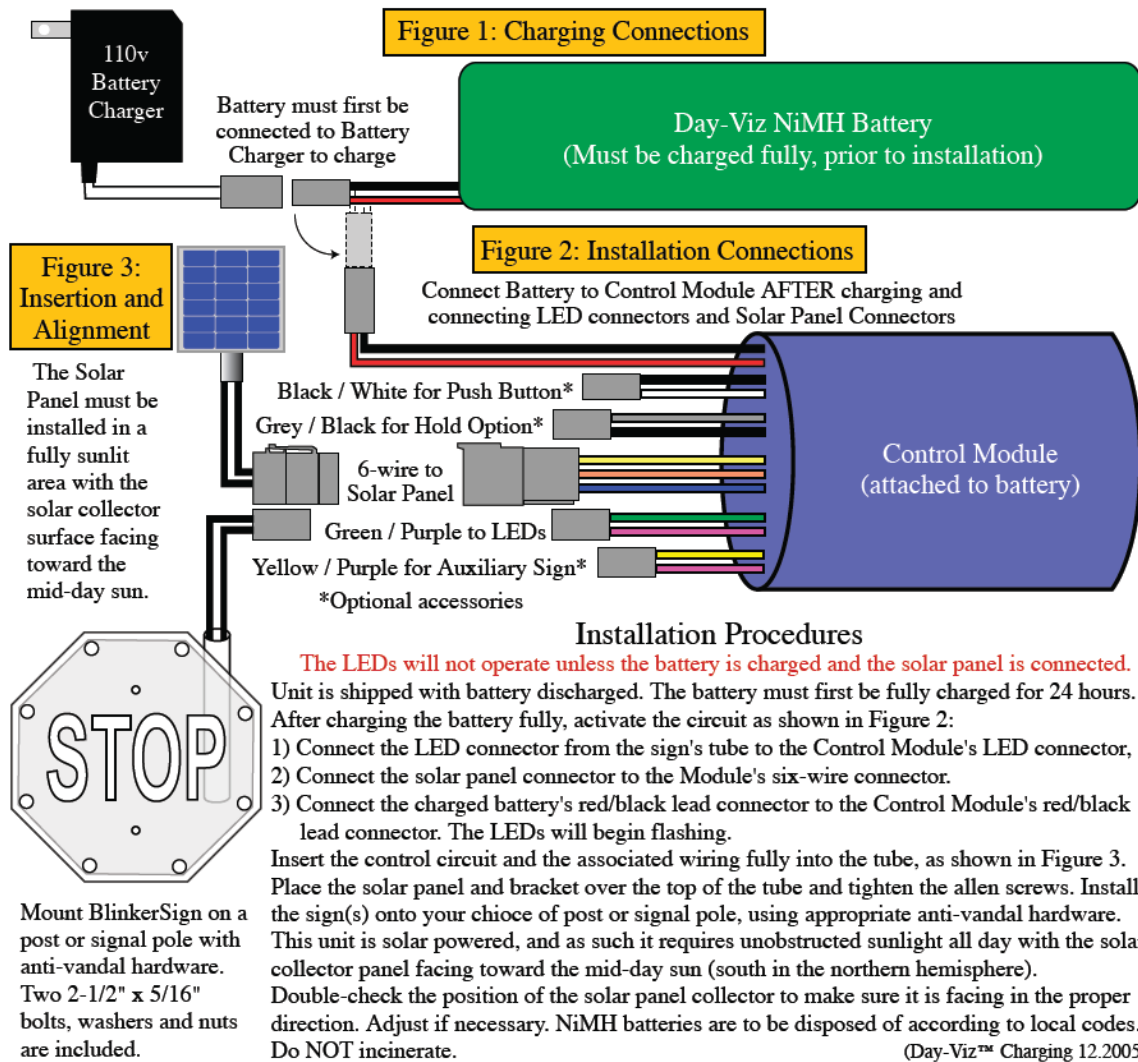 Figure 1: Charging Connections
110v
Battery
Charger
Battery must first be
connected to Battery
Charger to charge
Day-Viz NiMH Battery
(Must be charged fully, prior to installation)
Figure 2: Installation Connections
Connect Battery to Control Module AFTER charging and
connecting LED connectors and Solar Panel Connectors
Figure 3:
Insertion and
Alignment
The Solar
Panel must be
installed in a
fully sunlit
area with the
solar collector
surface facing
toward the
mid-day sun.
Black / White for Push Button*
Grey / Black for Hold Option*
6-wire to
Solar Panel
Green / Purple to LEDs
Yellow / Purple for Auxiliary Sign*
*Optional accessories
Control Module
(attached to battery)
STOP
Mount BlinkerSign on a
post or signal pole with
anti-vandal hardware.
Two 2-1/2" x 5/16"
bolts, washers and nuts
are included.
Installation Procedures
The LEDs will not operate unless the battery is charged and the solar panel is connected.
Unit is shipped with battery discharged. The battery must first be fully charged for 24 hours.
After charging the battery fully, activate the circuit as shown in Figure 2:
1) Connect the LED connector from the sign's tube to the Control Module's LED connector,
2) Connect the solar panel connector to the Module's six-wire connector.
3) Connect the charged battery's red/black lead connector to the Control Module's red/black
lead connector. The LEDs will begin flashing.
Insert the control circuit and the associated wiring fully into the tube, as shown in Figure 3.
Place the solar panel and bracket over the top of the tube and tighten the allen screws. Install
the sign(s) onto your chioce of post or signal pole, using appropriate anti-vandal hardware.
This unit is solar powered, and as such it requires unobstructed sunlight all day with the solar
collector panel facing toward the mid-day sun (south in the northern hemisphere).
Double-check the position of the solar panel collector to make sure it is facing in the proper
direction. Adjust if necessary. NiMH batteries are to be disposed of according to local codes.
Do NOT incinerate.
(Day-Viz™ Charging 12.2005